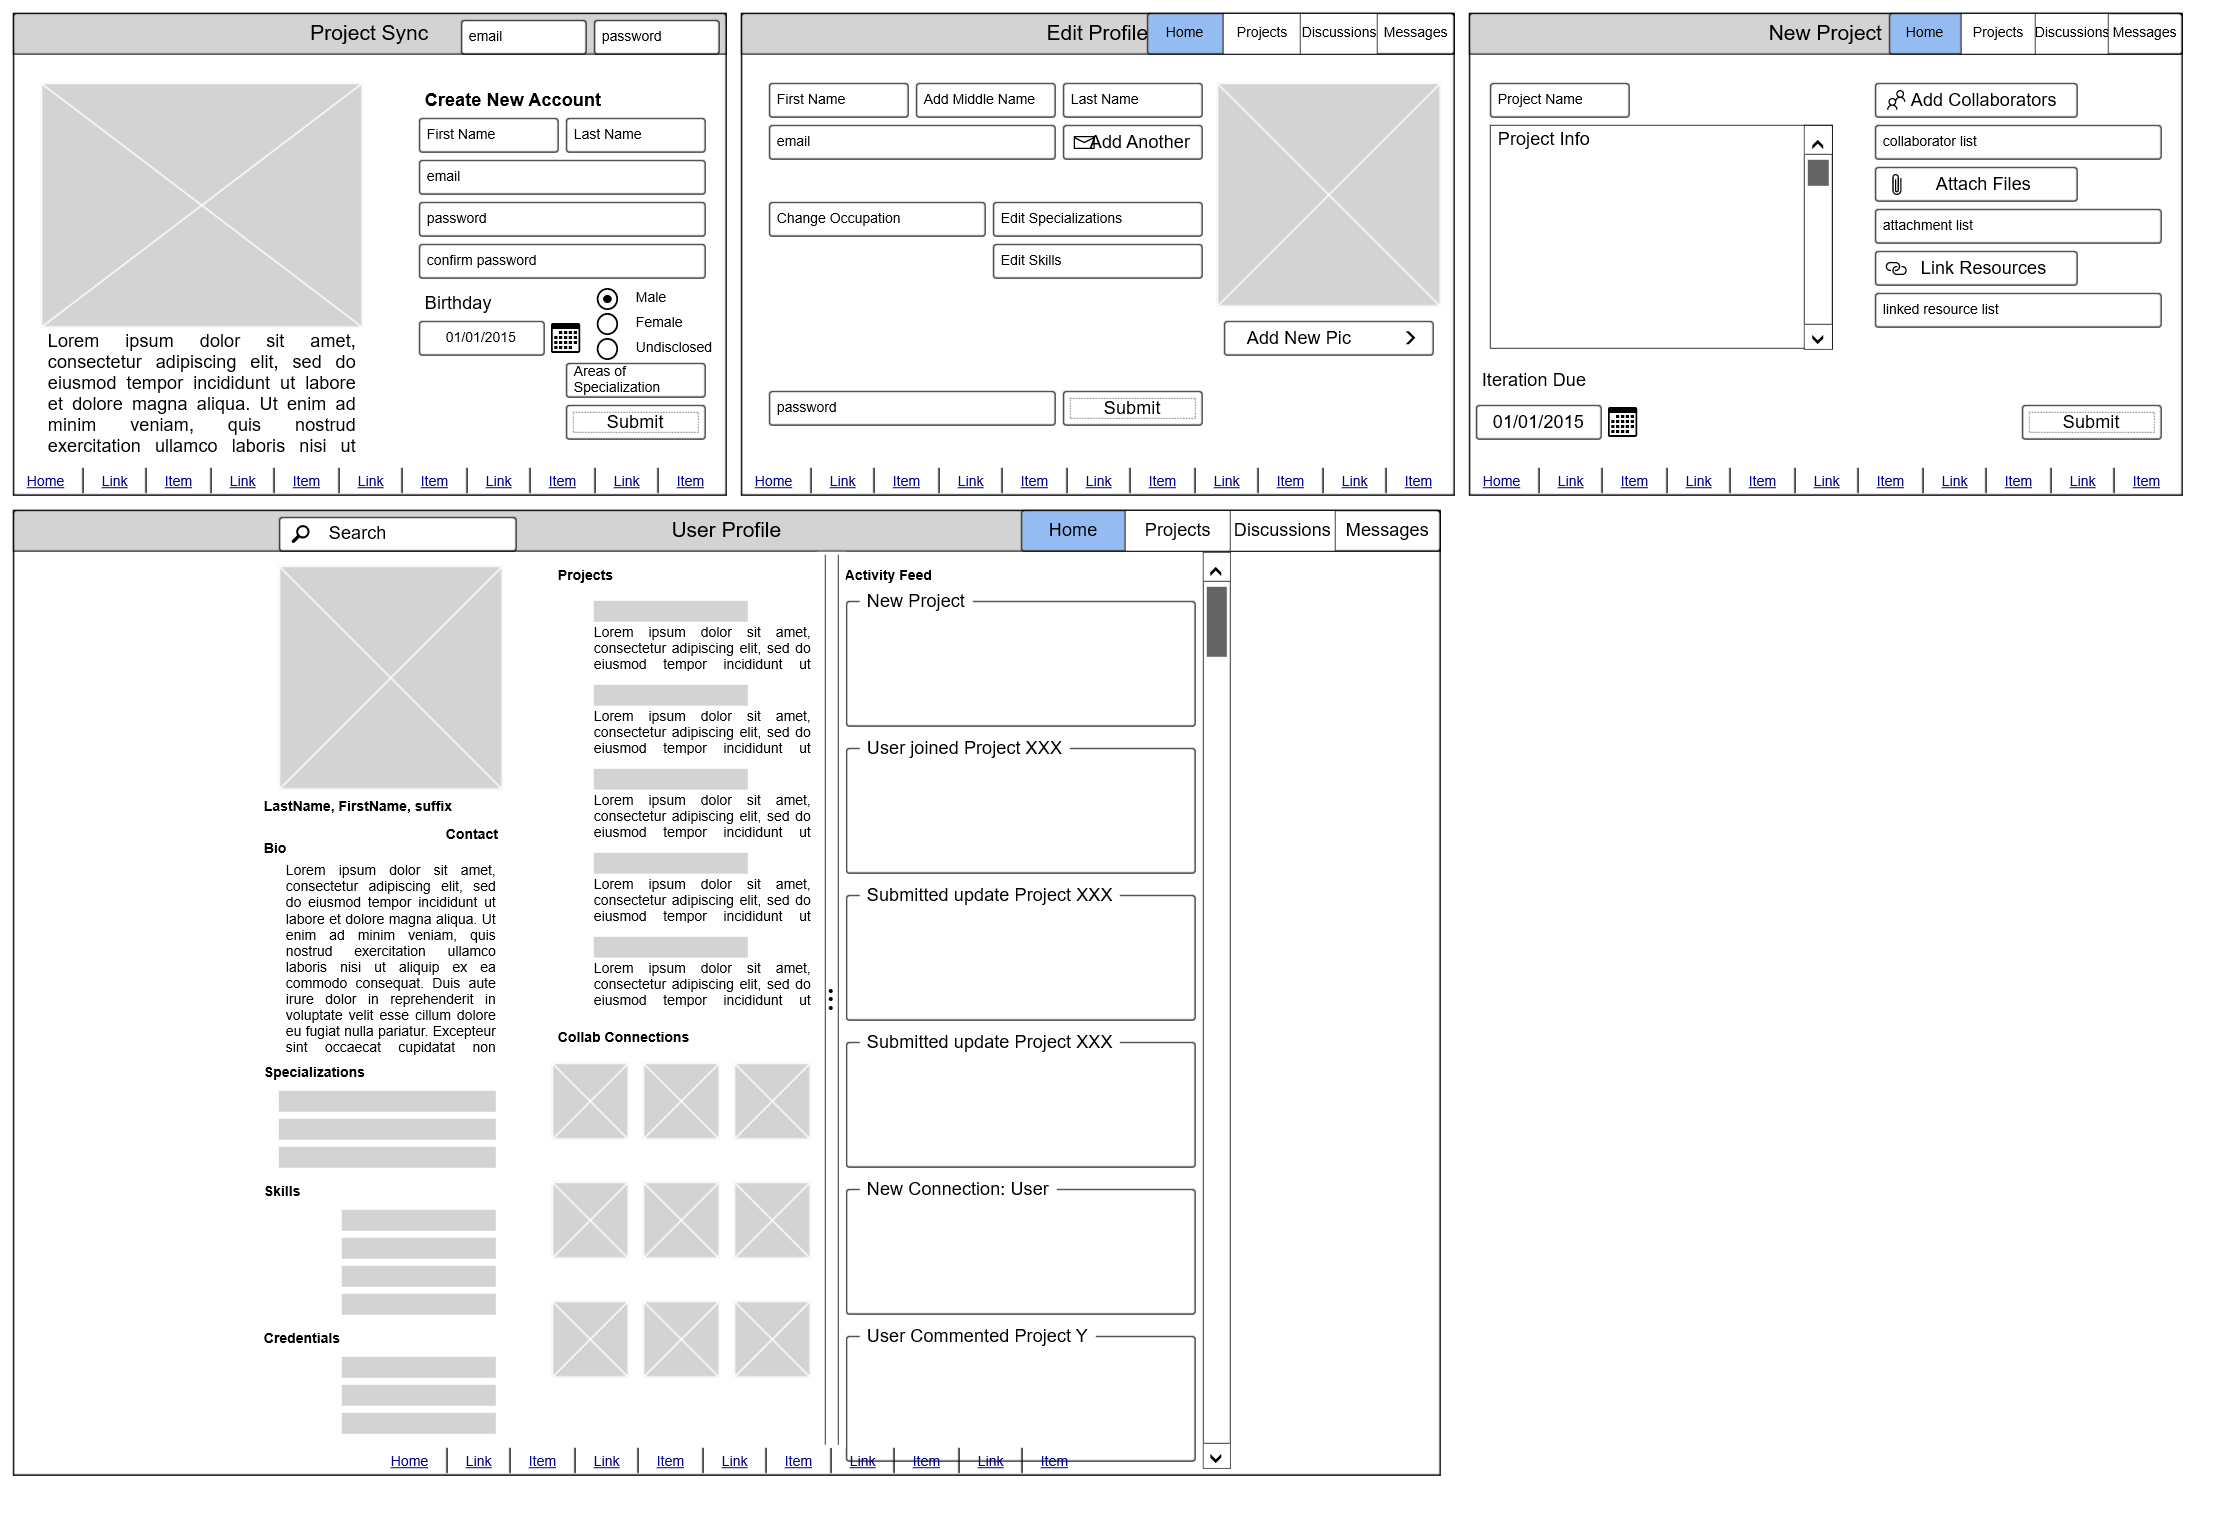 Project Sync
email
password
Create New Account
First Name
Last Name
email
password
confirm password
Birthday
Male
Female
01/01/2015
Undisclosed
Areas of
Specialization
Submit
Lorem ipsum dolor sit amet,
consectetur adipiscing elit, sed do
eiusmod tempor incididunt ut labore
et dolore magna aliqua. Ut enim ad
minim veniam, quis nostrud
exercitation ullamco laboris nisi ut
Home Link Item Link Item Link Item Link Item Link Item
Edit Profile
Home
Projects
Discussions
Messages
First Name
Add Middle Name
Last Name
email
Add Another
Change Occupation
Edit Specializations
Edit Skills
Add New Pic
password
Submit
Home Link Item Link Item Link Item Link Item Link Item
New Project
Home
Projects
Discussions
Messages
Project Name
Project Info
Add Collaborators
collaborator list
Attach Files
attachment list
Link Resources
linked resource list
Iteration Due
01/01/2015
Submit
Home Link Item Link Item Link Item Link Item Link Item
Search
User Profile
Home
Projects
Discussions
Messages
LastName, FirstName, suffix
Contact
Bio
Lorem ipsum dolor sit amet,
consectetur adipiscing elit, sed
do eiusmod tempor incididunt ut
labore et dolore magna aliqua. Ut
enim ad minim veniam, quis
nostrud exercitation ullamco
laboris nisi ut aliquip ex ea
commodo consequat. Duis aute
irure dolor in reprehenderit in
voluptate velit esse cillum dolore
eu fugiat nulla pariatur. Excepteur
sint occaecat cupidatat non
Specializations
Skills
Credentials
Projects
Lorem ipsum dolor sit amet,
consectetur adipiscing elit, sed do
eiusmod tempor incididunt ut
Lorem ipsum dolor sit amet,
consectetur adipiscing elit, sed do
eiusmod tempor incididunt ut
Lorem ipsum dolor sit amet,
consectetur adipiscing elit, sed do
eiusmod tempor incididunt ut
Lorem ipsum dolor sit amet,
consectetur adipiscing elit, sed do
eiusmod tempor incididunt ut
Lorem ipsum dolor sit amet,
consectetur adipiscing elit, sed do
eiusmod tempor incididunt ut
Collab Connections
Activity Feed
New Project
User joined Project XXX
Submitted update Project XXX
Submitted update Project XXX
New Connection: User
User Commented Project Y
Home Link Item Link Item Link Item Link Item Link Item